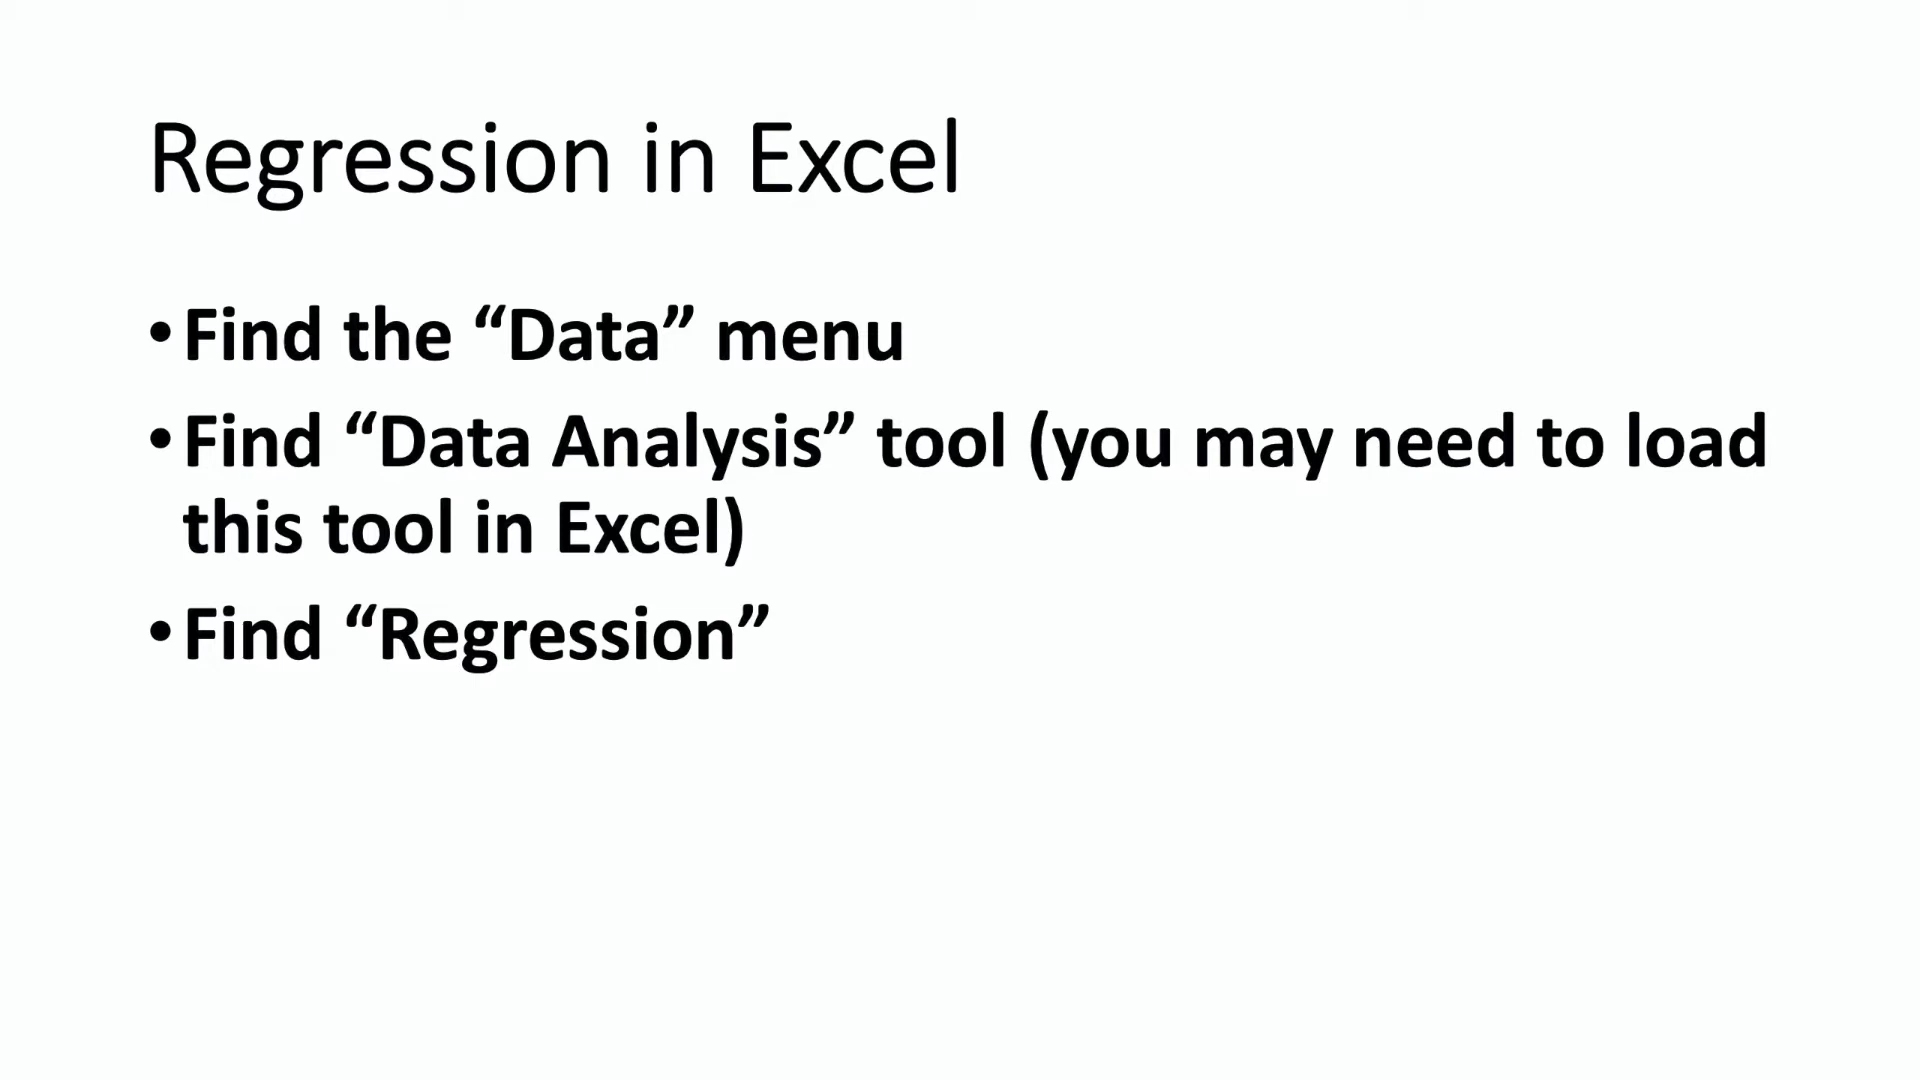 Regression in Excel
•Find the “Data” menu
•Find “Data Analysis” tool (you may need to load
this tool in Excel)
•Find “Regression”